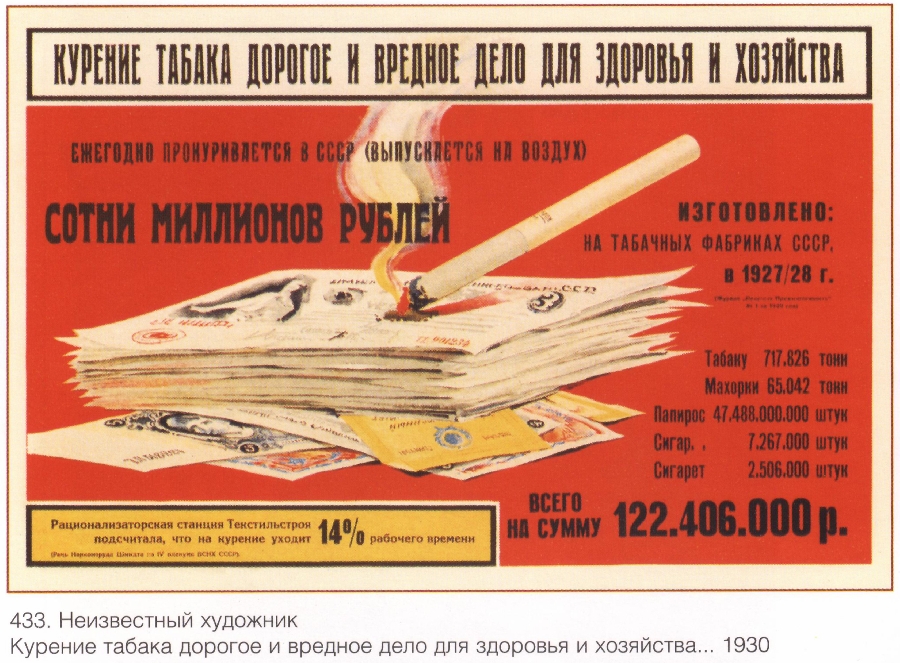 КУРЕНИЕ ТАБАКА ДОРОГОЕ И ВРЕДНОЕ ДЕЛО ДЛЯ ЗДОРОВЬЯ И ХОЗЯЙСТВА
ЕЖЕГОДНО ПРОКУРИВАЕТСЯ В СССР (ВЫПУСКАЕТСЯ НА ВОЗДУХ)
СОТНИ МИЛЛИОНОВ РУБЛЕЙ
ИЗГОТОВЛЕНО:
НА ТАБАЧНЫХ ФАБРИКАХ СССР,
в 1927/28 г.
Табаку 717.826 тонн
Махорки 65.042 тонн
Папирос 47.488.000.000 штук
Сигар. . 7.267.000 штук
Сигарет 2.506.000 штук
ВСЕГО
НА СУММУ 122.406.000 р.
Рационализаторская станция Текстильстроя
подсчитала, что на курение уходит 14% рабочего времени
(Речь Наркомтруда Шмидта на IV пленуме ВСНХ СССР).
433. Неизвестный художник
Курение табака дорогое и вредное дело для здоровья и хозяйства... 1930